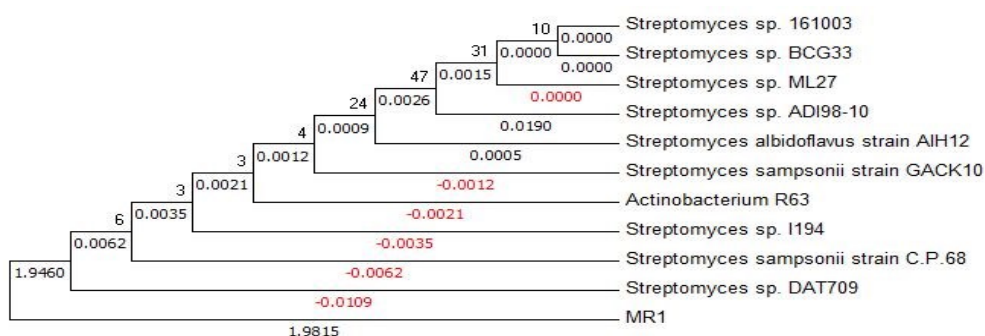 10 Streptomyces sp. 161003
0.0000
31 0.0000 Streptomyces sp. BCG33
0.0000
47 0.0015 Streptomyces sp. ML27
0.0000
24 0.0026 Streptomyces sp. ADI98-10
0.0190
4 0.0009 Streptomyces albidoflavus strain AIH12
0.0005
3 0.0012 Streptomyces sampsonii strain GACK10
-0.0012
3 0.0021 Actinobacterium R63
-0.0021
6 0.0035 Streptomyces sp. I194
-0.0035
0.0062 Streptomyces sampsonii strain C.P.68
-0.0062
1.9460 Streptomyces sp. DAT709
-0.0109
MR1
1.9815